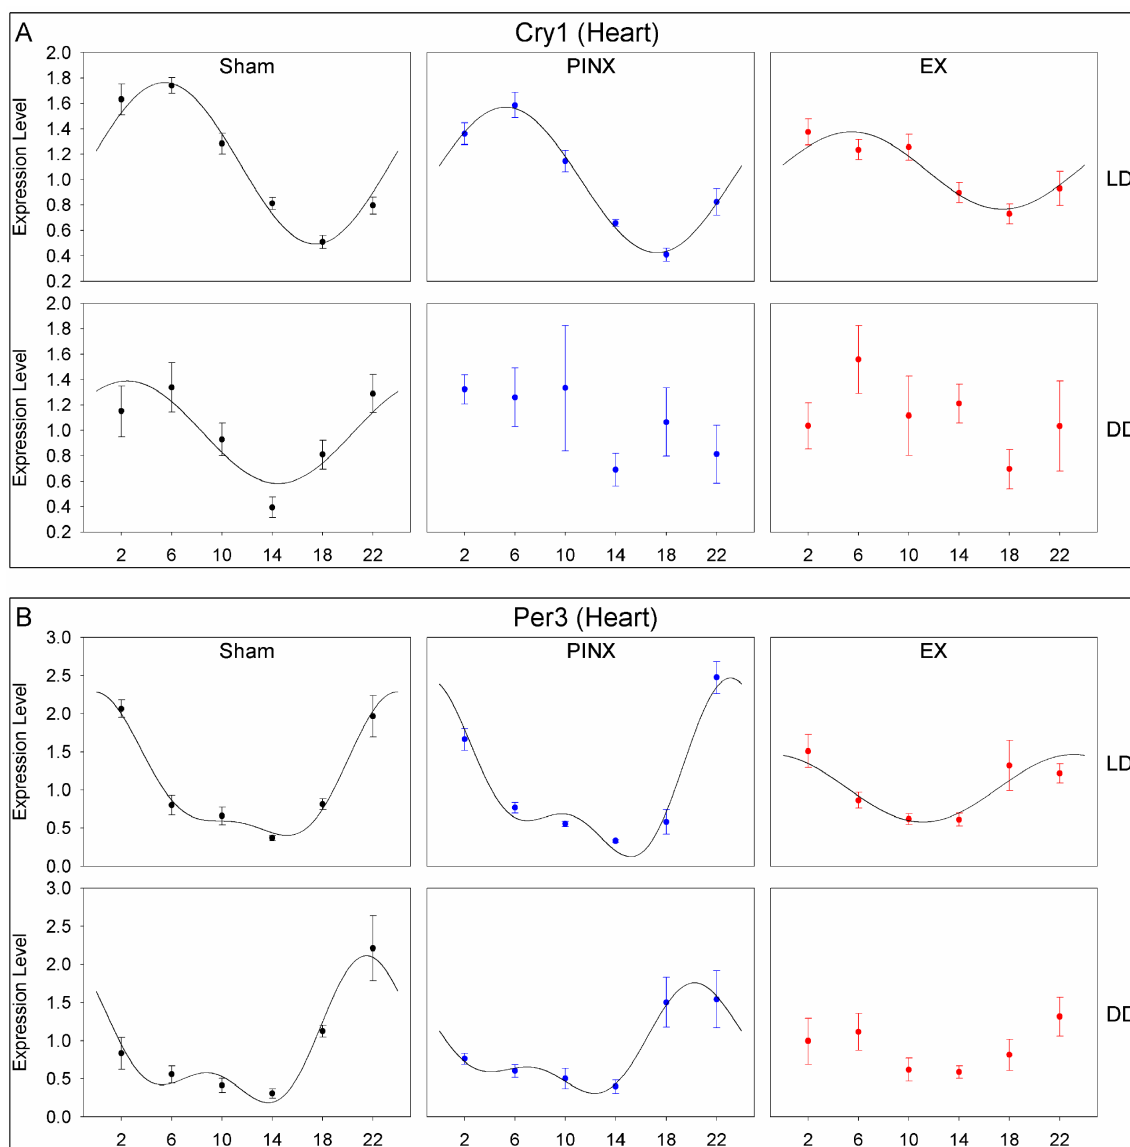 A
Cry1 (Heart)
Sham PINX EX
Expression Level
2.0
1.8
1.6
1.4
1.2
1.0
0.8
0.6
0.4
0.2
LD
Expression Level
2.0
1.8
1.6
1.4
1.2
1.0
0.8
0.6
0.4
0.2
DD
2 6 10 14 18 22 2 6 10 14 18 22 2 6 10 14 18 22
B
Per3 (Heart)
Sham PINX EX
Expression Level
3.0
2.5
2.0
1.5
1.0
0.5
0.0
LD
Expression Level
3.0
2.5
2.0
1.5
1.0
0.5
0.0
DD
2 6 10 14 18 22 2 6 10 14 18 22 2 6 10 14 18 22